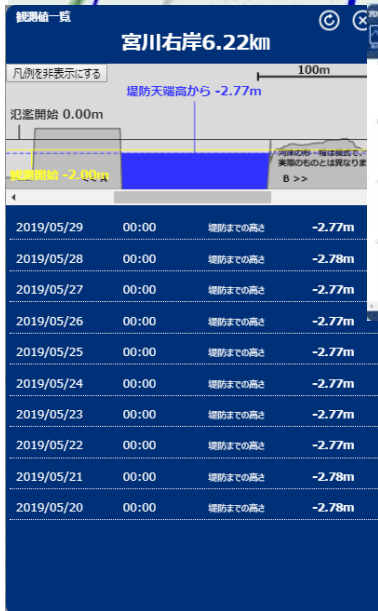 観測値一覧
宮川右岸6.22㎞
凡例を非表示にする
100m
堤防天端高から -2.77m
氾濫開始 0.00m
河床の形・幅は模式で、
実際のものとは異なりま
観測開始 -2.00m
<< A
B >>
2019/05/29 00:00 堤防までの高さ -2.77m
2019/05/28 00:00 堤防までの高さ -2.78m
2019/05/27 00:00 堤防までの高さ -2.77m
2019/05/26 00:00 堤防までの高さ -2.77m
2019/05/25 00:00 堤防までの高さ -2.77m
2019/05/24 00:00 堤防までの高さ -2.77m
2019/05/23 00:00 堤防までの高さ -2.77m
2019/05/22 00:00 堤防までの高さ -2.77m
2019/05/21 00:00 堤防までの高さ -2.78m
2019/05/20 00:00 堤防までの高さ -2.78m